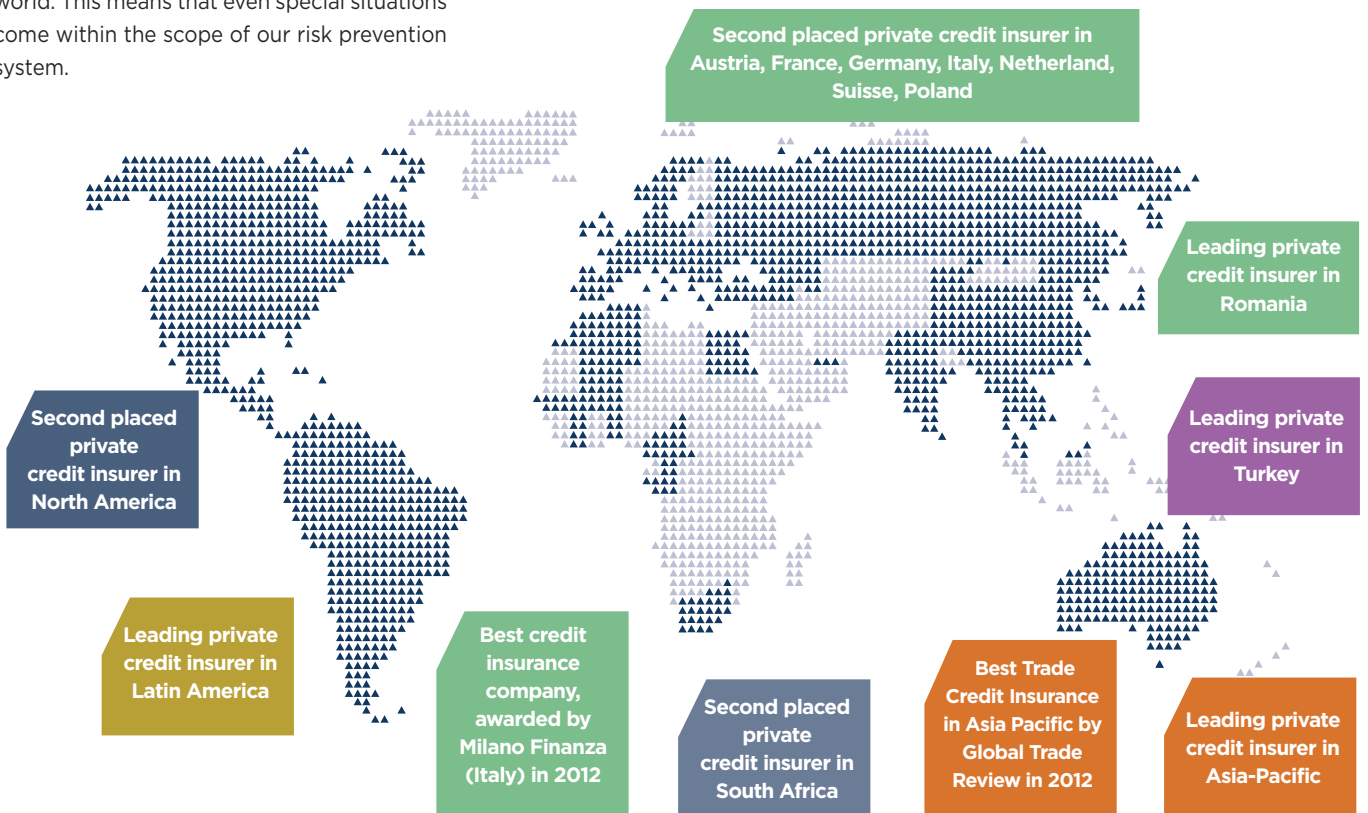 world. This means that even special situations
come within the scope of our risk prevention
system.
Second placed private credit insurer in
Austria, France, Germany, Italy, Netherland,
Suisse, Poland
Leading private
credit insurer in
Romania
Second placed
private
credit insurer in
North America
Leading private
credit insurer in
Turkey
Leading private
credit insurer in
Latin America
Best credit
insurance
company,
awarded by
Milano Finanza
(Italy) in 2012
Second placed
private
credit insurer in
South Africa
Best Trade
Credit Insurance
in Asia Pacific by
Global Trade
Review in 2012
Leading private
credit insurer in
Asia-Pacific